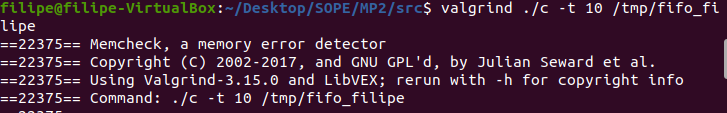 filipe@filipe-VirtualBox:~/Desktop/SOPE/MP2/src$ valgrind ./c -t 10 /tmp/fifo_fi
lipe
==22375== Memcheck, a memory error detector
==22375== Copyright (C) 2002-2017, and GNU GPL'd, by Julian Seward et al.
==22375== Using Valgrind-3.15.0 and LibVEX; rerun with -h for copyright info
==22375== Command: ./c -t 10 /tmp/fifo_filipe